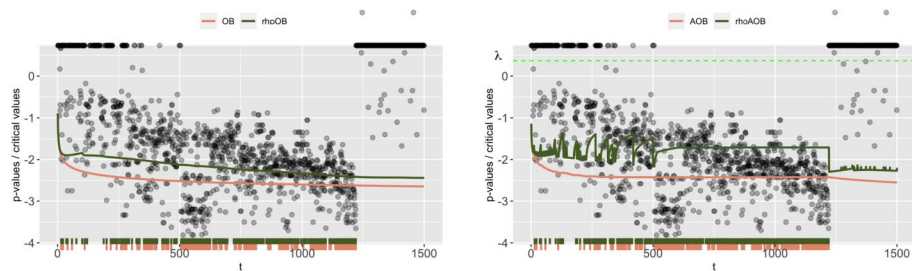 OB rhoOB
p-values / critical values
0
-1
-2
-3
-4
0 500 1000 1500
t
AOB rhoAOB
λ
p-values / critical values
0
-1
-2
-3
-4
0 500 1000 1500
t